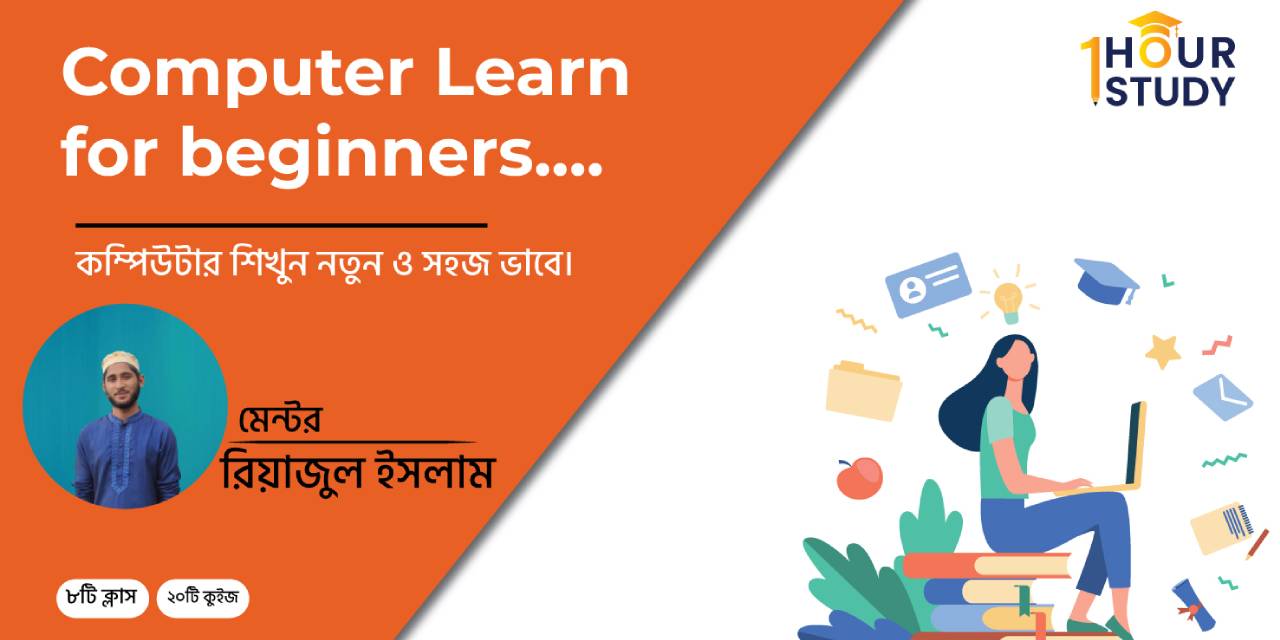 Computer Learn
for beginners....
কম্পিউটার শিখুন নতুন ও সহজ ভাবে।
মেন্টর
রিয়াজুল ইসলাম
৮টি ক্লাস
২০টি কুইজ
1 HOUR
STUDY